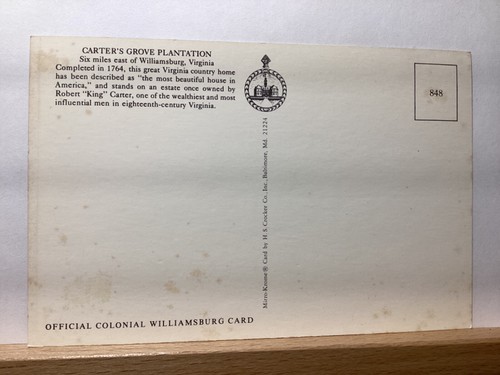 CARTER'S GROVE PLANTATION
Six miles east of Williamsburg, Virginia
Completed in 1764, this great Virginia country home
has been described as "the most beautiful house in
America," and stands on an estate once owned by
Robert "King" Carter, one of the wealthiest and most
influential men in eighteenth-century Virginia.
848
Mirro-Krome® Card by H. S. Crocker Co., Inc., Baltimore, Md. 21224
OFFICIAL COLONIAL WILLIAMSBURG CARD